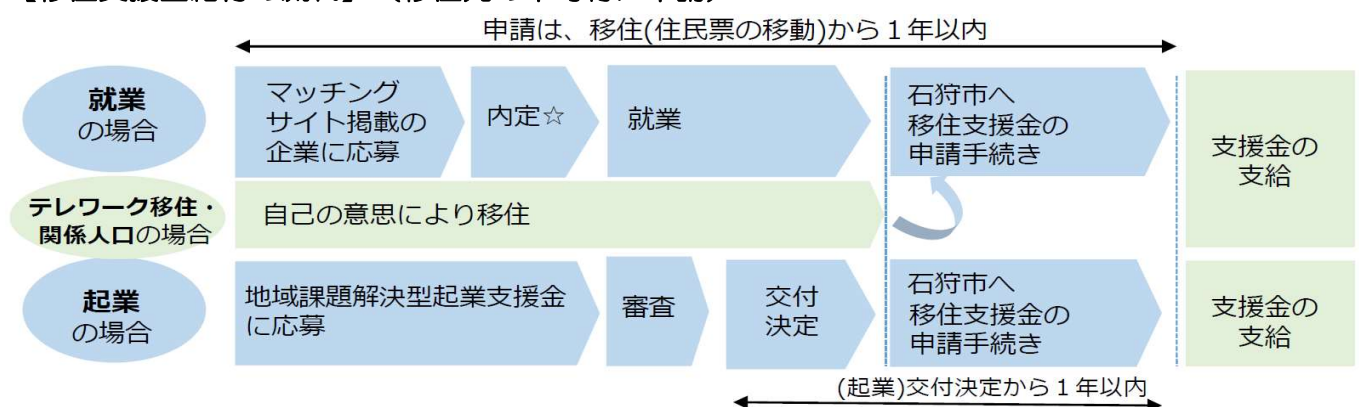 申請は、移住(住民票の移動)から１年以内
就業
の場合
マッチング
サイト掲載の
企業に応募
内定☆
就業
石狩市へ
移住支援金の
申請手続き
支援金の
支給
テレワーク移住・
関係人口の場合
自己の意思により移住
起業
の場合
地域課題解決型起業支援金
に応募
審査
交付
決定
石狩市へ
移住支援金の
申請手続き
支援金の
支給
(起業)交付決定から１年以内